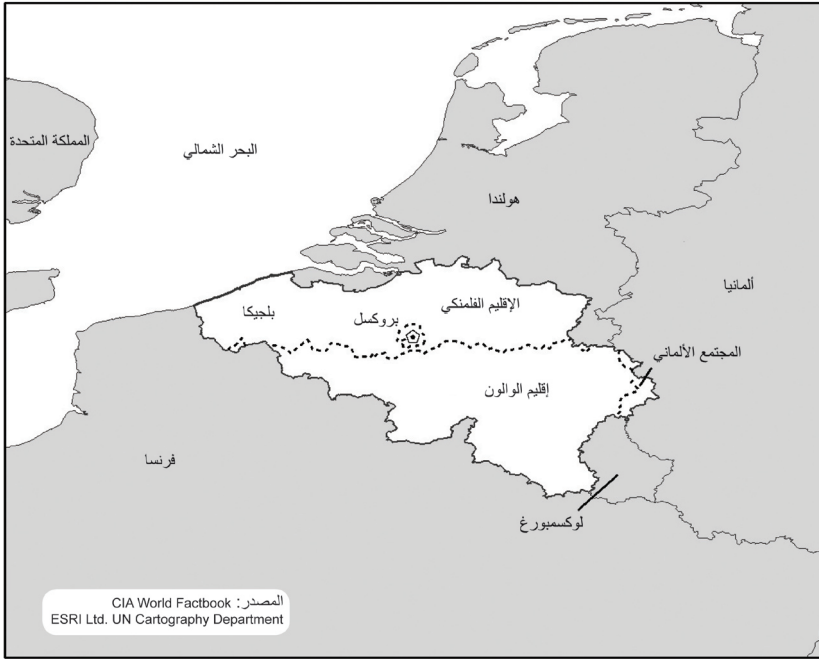 المملكة المتحدة
البحر الشمالي
هولندا
ألمانيا
الإقليم الفلمنكي
بلجيكا
بروكسل
المجتمع الألماني
إقليم الوالون
فرنسا
لوكسمبورغ
المصدر: CIA World Factbook
ESRI Ltd. UN Cartography Department